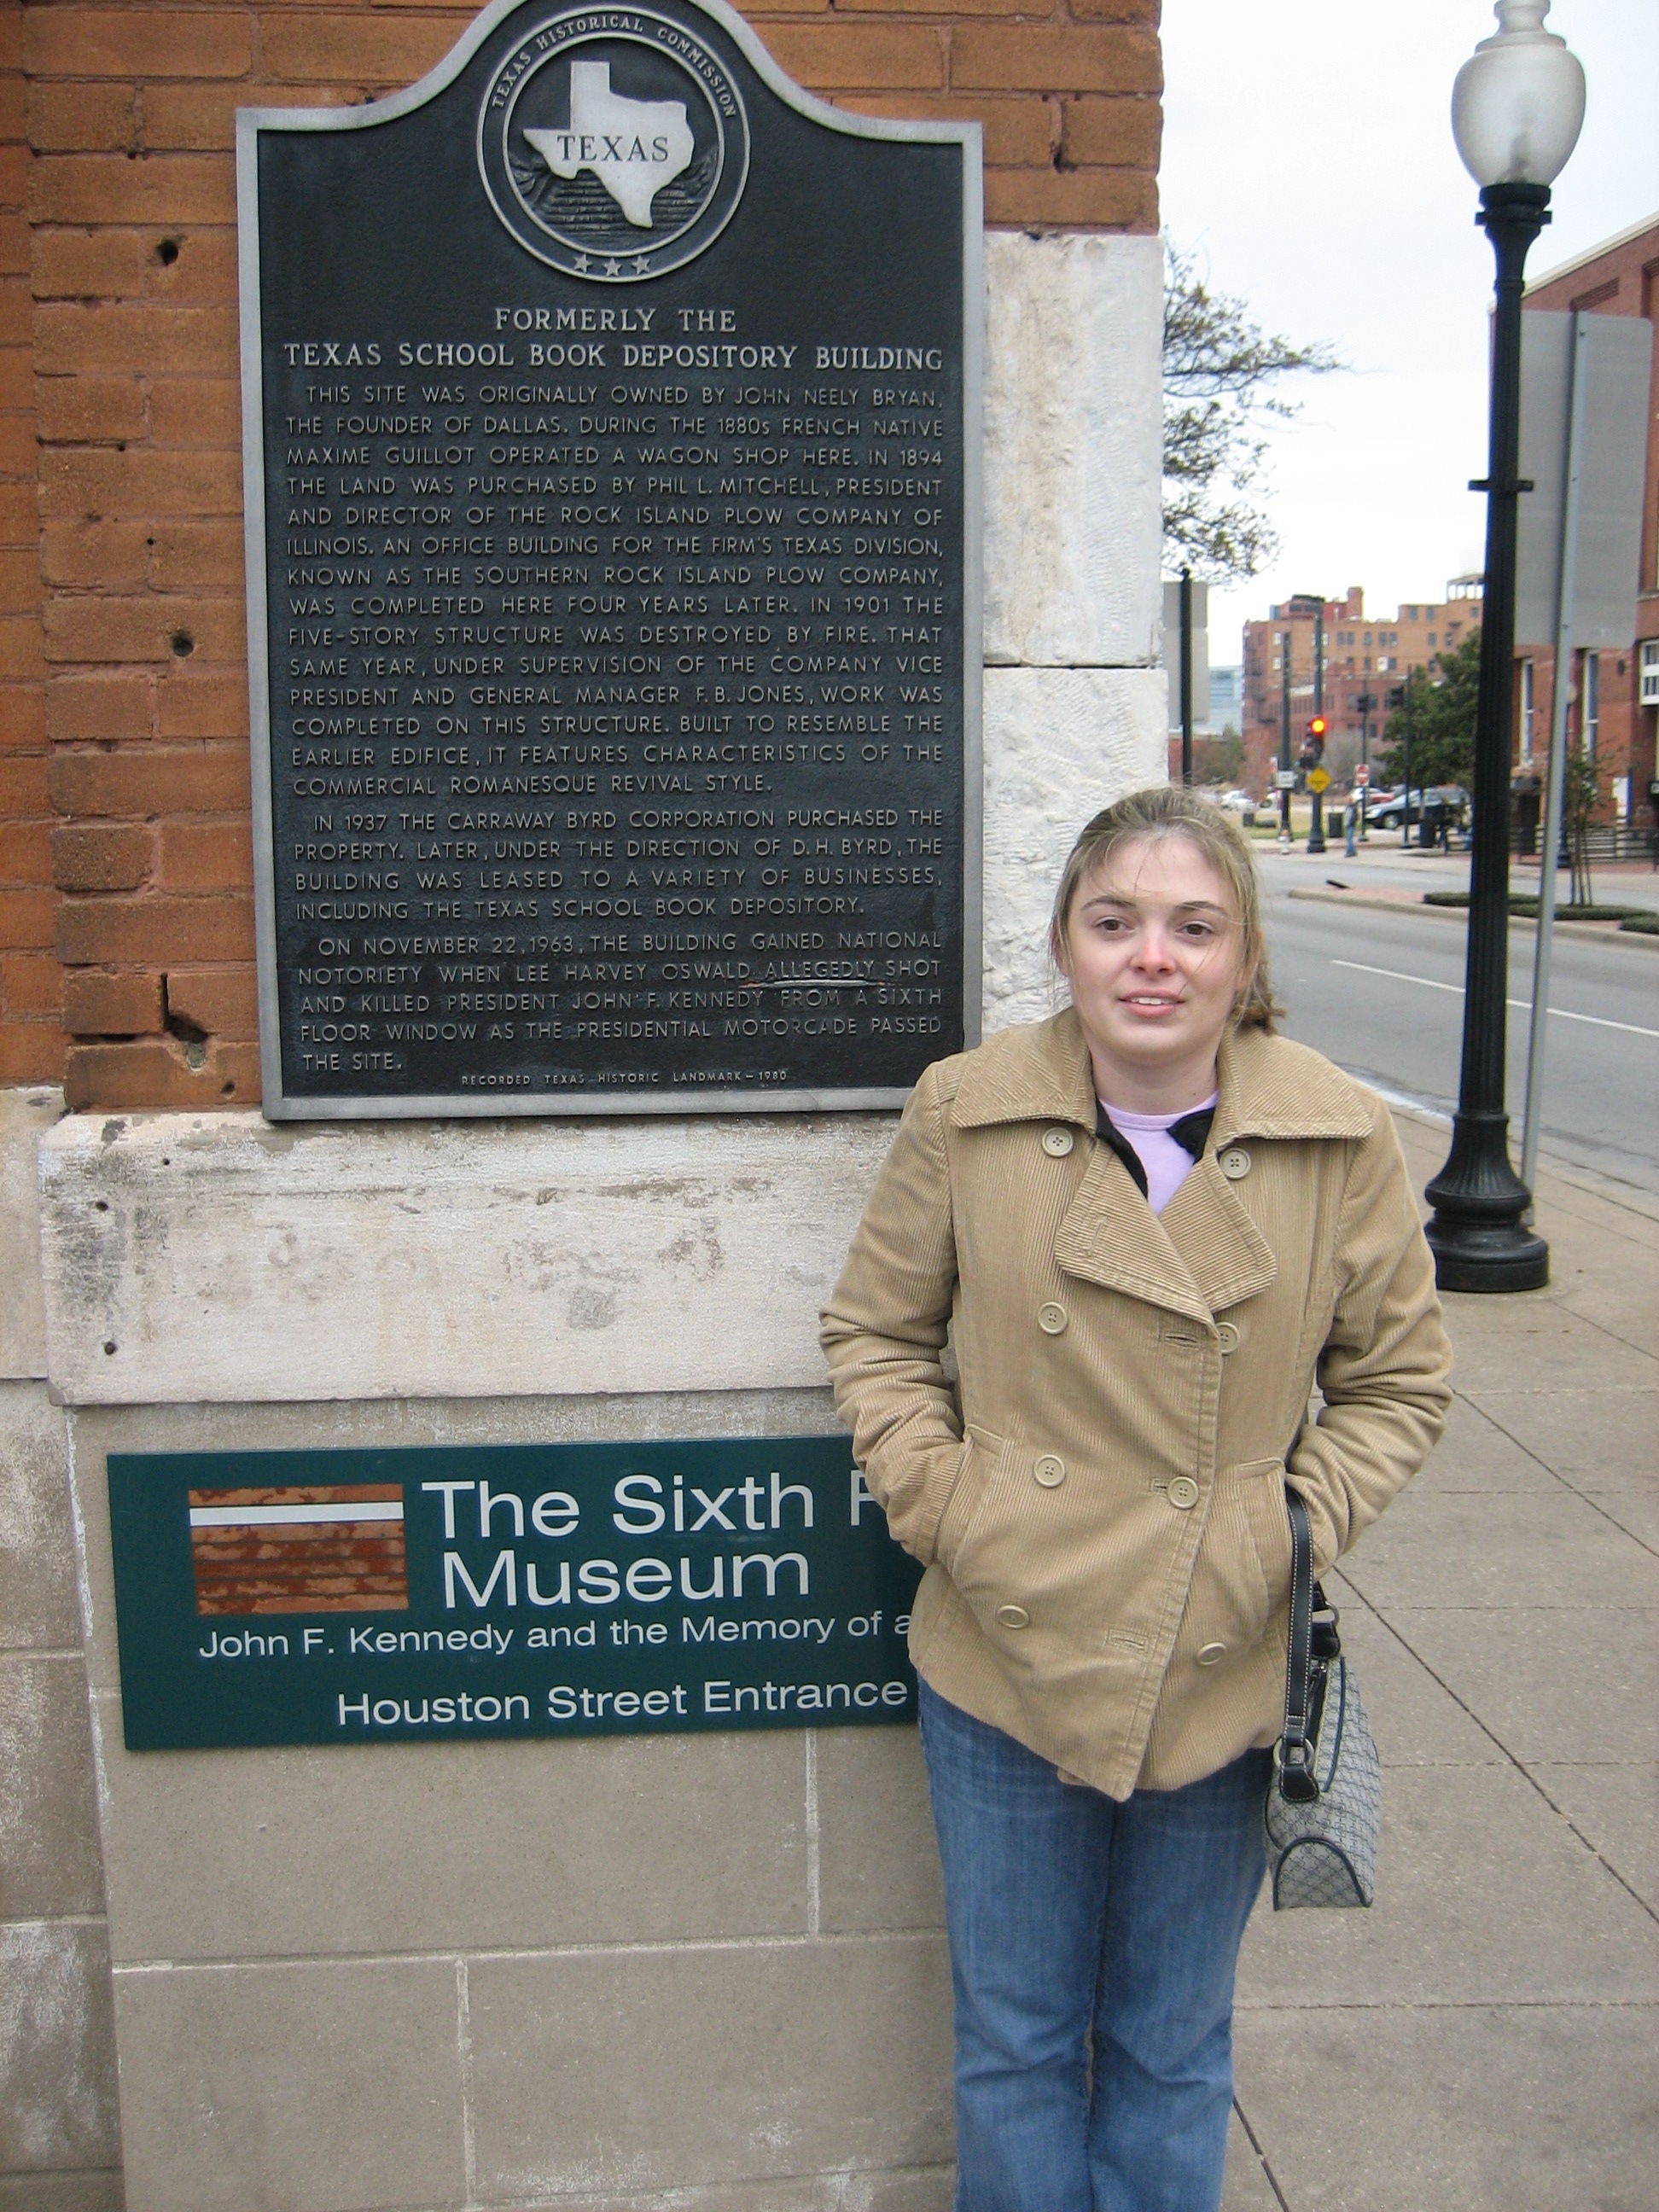 TEXAS HISTORICAL COMMISSION
TEXAS
FORMERLY THE
TEXAS SCHOOL BOOK DEPOSITORY BUILDING
THIS SITE WAS ORIGINALLY OWNED BY JOHN NEELY BRYAN,
THE FOUNDER OF DALLAS. DURING THE 1880s FRENCH NATIVE
MAXIME GUILLOT OPERATED A WAGON SHOP HERE. IN 1894
THE LAND WAS PURCHASED BY PHIL L. MITCHELL, PRESIDENT
AND DIRECTOR OF THE ROCK ISLAND PLOW COMPANY OF
ILLINOIS. AN OFFICE BUILDING FOR THE FIRM'S TEXAS DIVISION,
KNOWN AS THE SOUTHERN ROCK ISLAND PLOW COMPANY,
WAS COMPLETED HERE FOUR YEARS LATER. IN 1901 THE
FIVE-STORY STRUCTURE WAS DESTROYED BY FIRE. THAT
SAME YEAR, UNDER SUPERVISION OF THE COMPANY VICE
PRESIDENT AND GENERAL MANAGER F. B. JONES, WORK WAS
COMPLETED ON THIS STRUCTURE. BUILT TO RESEMBLE THE
EARLIER EDIFICE, IT FEATURES CHARACTERISTICS OF THE
COMMERCIAL ROMANESQUE REVIVAL STYLE.
IN 1937 THE CARRAWAY BYRD CORPORATION PURCHASED THE
PROPERTY. LATER, UNDER THE DIRECTION OF D. H. BYRD, THE
BUILDING WAS LEASED TO A VARIETY OF BUSINESSES,
INCLUDING THE TEXAS SCHOOL BOOK DEPOSITORY.
ON NOVEMBER 22, 1963, THE BUILDING GAINED NATIONAL
NOTORIETY WHEN LEE HARVEY OSWALD ALLEGEDLY SHOT
AND KILLED PRESIDENT JOHN F. KENNEDY FROM A SIXTH
FLOOR WINDOW AS THE PRESIDENTIAL MOTORCADE PASSED
THE SITE.
RECORDED TEXAS HISTORIC LANDMARK - 1980
The Sixth F
Museum
John F. Kennedy and the Memory of a
Houston Street Entrance